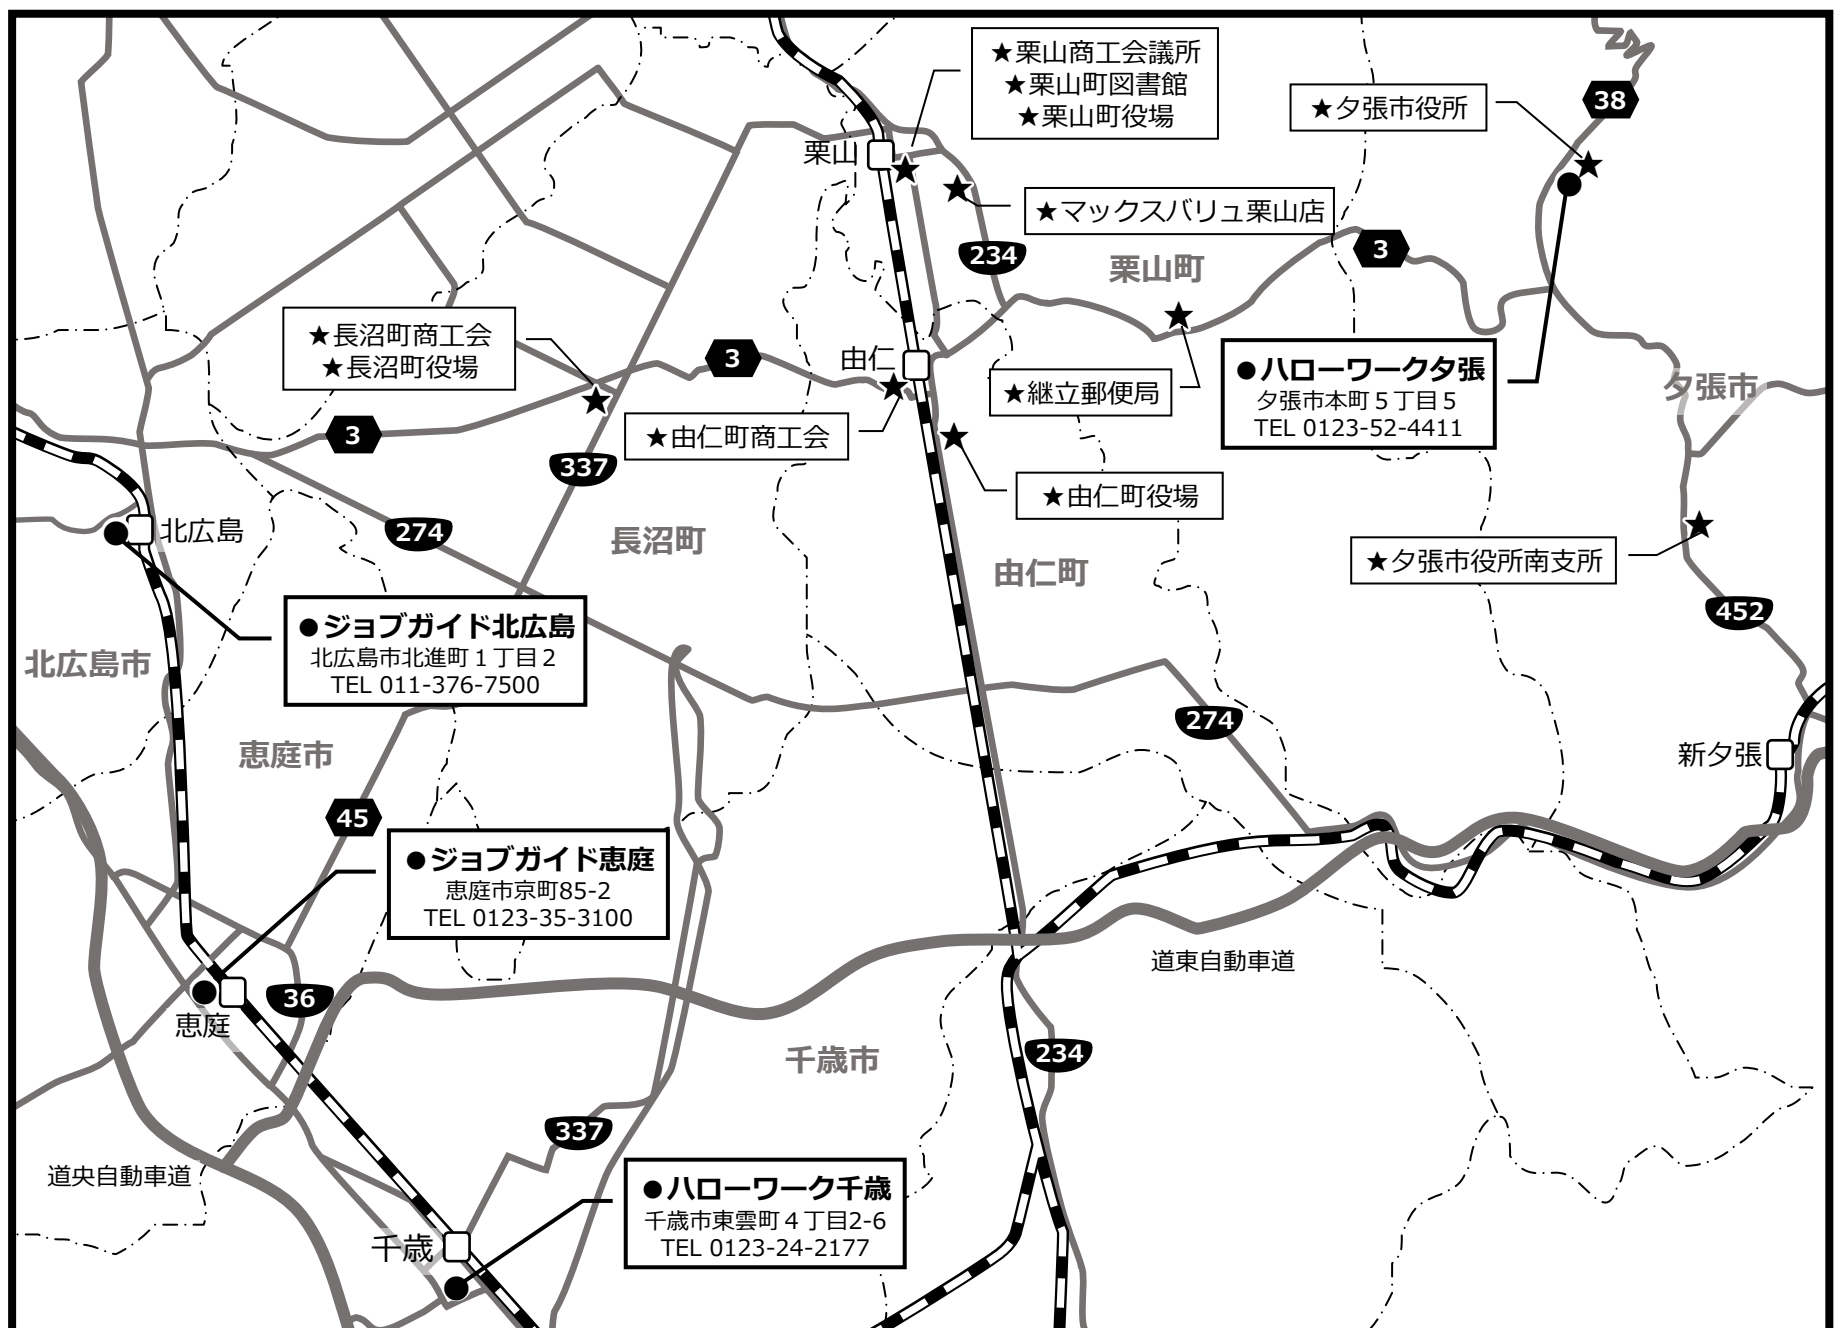 ★栗山商工会議所
★栗山町図書館
★栗山町役場
★夕張市役所
38
栗山
★マックスバリュ栗山店
234
栗山町
3
★長沼町商工会
★長沼町役場
3
由仁
★継立郵便局
●ハローワーク夕張
夕張市本町５丁目５
TEL 0123-52-4411
夕張市
3
★由仁町商工会
337
★由仁町役場
北広島
274
長沼町
由仁町
★夕張市役所南支所
452
●ジョブガイド北広島
北広島市北進町１丁目２
TEL 011-376-7500
北広島市
274
恵庭市
新夕張
45
●ジョブガイド恵庭
恵庭市京町85-2
TEL 0123-35-3100
道東自動車道
36
恵庭
千歳市
234
337
道央自動車道
●ハローワーク千歳
千歳市東雲町４丁目2-6
TEL 0123-24-2177
千歳